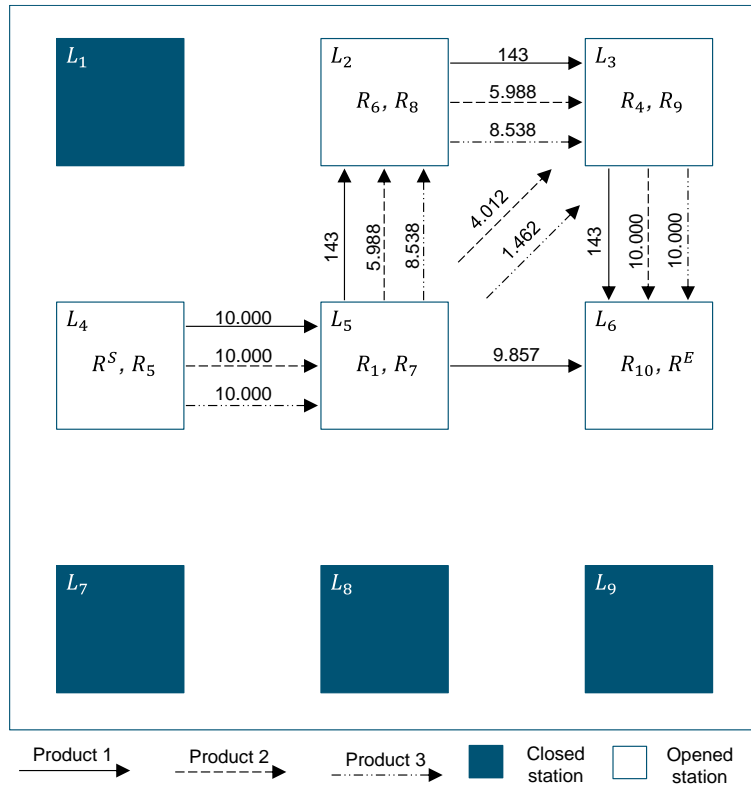 L₁
L₂
R₆, R₈
143
5.988
8.538
L₃
R₄, R₉
143
5.988
8.538
4.012
1.462
143
10.000
10.000
L₄
Rˢ, R₅
10.000
10.000
10.000
L₅
R₁, R₇
9.857
L₆
R₁₀, Rᴱ
L₇
L₈
L₉
Product 1
Product 2
Product 3
Closed
station
Opened
station